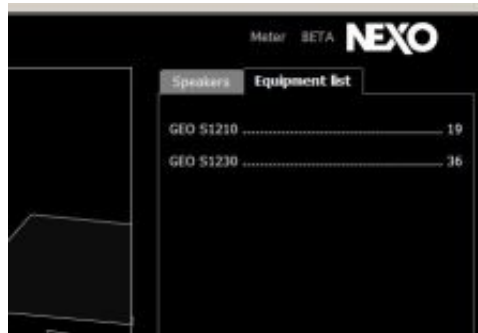 Meter BETA NEXO
Speakers Equipment list
GEO S1210 ........................................................ 19
GEO S1230 ........................................................ 36